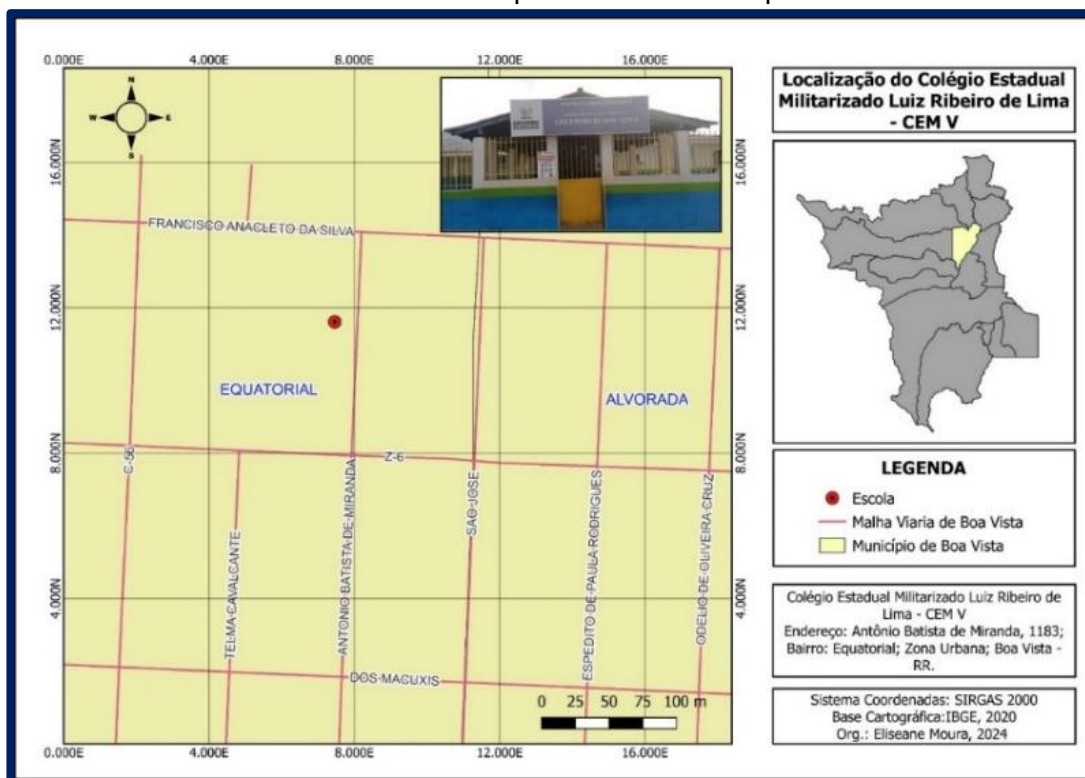 0.000E
4.000E
8.000E
12.000E
16.000E
N
W
E
S
16.000N
12.000N
8.000N
4.000N
16.000N
12.000N
8.000N
4.000N
FRANCISCO ANACLETO DA SILVA
EQUATORIAL
ALVORADA
C-56
Z-6
TELMA CAVALCANTE
ANTONIO BATISTA DE MIRANDA
SAO JOSE
ESPEDITO DE PAULA RODRIGUES
ODELIO DE OLIVEIRA CRUZ
DOS MACUXIS
0 25 50 75 100 m
0.000E
4.000E
8.000E
12.000E
16.000E
Localização do Colégio Estadual
Militarizado Luiz Ribeiro de Lima
- CEM V
LEGENDA
Escola
Malha Viaria de Boa Vista
Município de Boa Vista
Colégio Estadual Militarizado Luiz Ribeiro de
Lima - CEM V
Endereço: Antônio Batista de Miranda, 1183;
Bairro: Equatorial; Zona Urbana; Boa Vista -
RR.
Sistema Coordenadas: SIRGAS 2000
Base Cartográfica:IBGE, 2020
Org.: Eliseane Moura, 2024